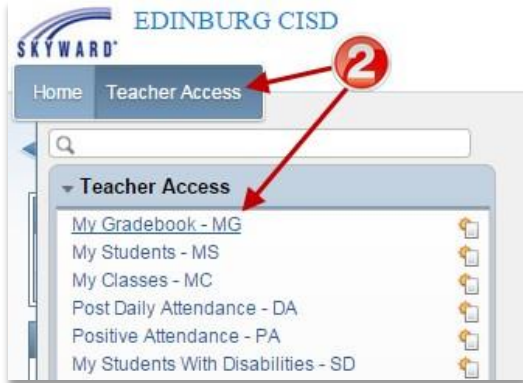 EDINBURG CISD
SKYWARD®
2
Home Teacher Access
Teacher Access
My Gradebook - MG
My Students - MS
My Classes - MC
Post Daily Attendance - DA
Positive Attendance - PA
My Students With Disabilities - SD